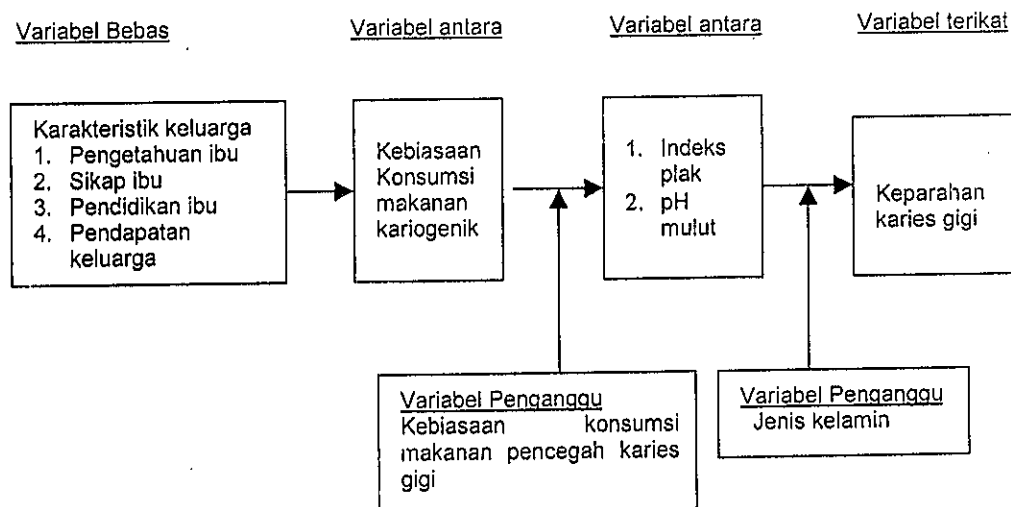 Variabel Bebas
Variabel antara
Variabel antara
Variabel terikat
Karakteristik keluarga
1. Pengetahuan ibu
2. Sikap ibu
3. Pendidikan ibu
4. Pendapatan
keluarga
Kebiasaan
Konsumsi
makanan
kariogenik
1. Indeks
plak
2. pH
mulut
Keparahan
karies gigi
Variabel Penganggu
Kebiasaan konsumsi
makanan pencegah karies
gigi
Variabel Penganggu
Jenis kelamin